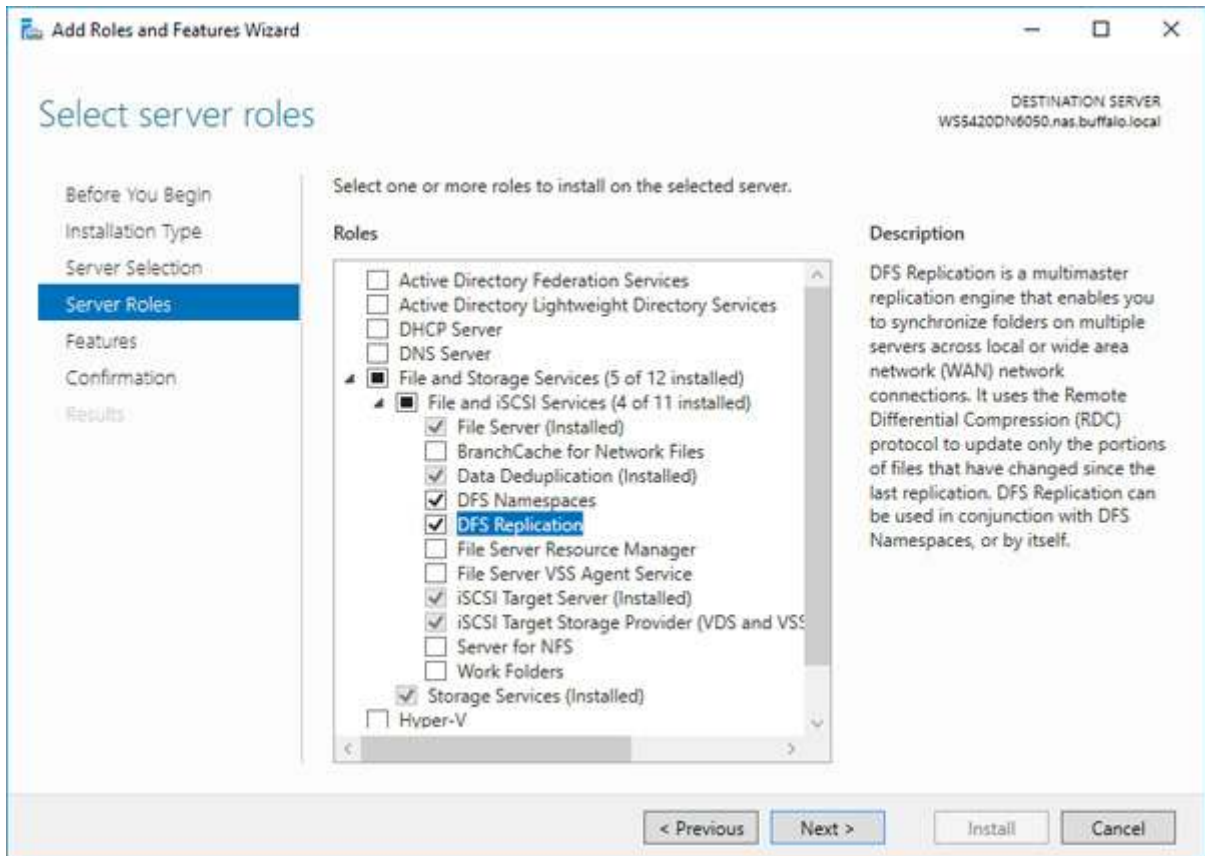 Add Roles and Features Wizard
Select server roles
DESTINATION SERVER
WS5420DN6050.nas.buffalo.local
Before You Begin
Installation Type
Server Selection
Server Roles
Features
Confirmation
Results
Select one or more roles to install on the selected server.
Roles
Active Directory Federation Services
Active Directory Lightweight Directory Services
DHCP Server
DNS Server
File and Storage Services (5 of 12 installed)
File and iSCSI Services (4 of 11 installed)
File Server (Installed)
BranchCache for Network Files
Data Deduplication (Installed)
DFS Namespaces
DFS Replication
File Server Resource Manager
File Server VSS Agent Service
iSCSI Target Server (Installed)
iSCSI Target Storage Provider (VDS and VSS
Server for NFS
Work Folders
Storage Services (Installed)
Hyper-V
Description
DFS Replication is a multimaster
replication engine that enables you
to synchronize folders on multiple
servers across local or wide area
network (WAN) network
connections. It uses the Remote
Differential Compression (RDC)
protocol to update only the portions
of files that have changed since the
last replication. DFS Replication can
be used in conjunction with DFS
Namespaces, or by itself.
< Previous
Next >
Install
Cancel